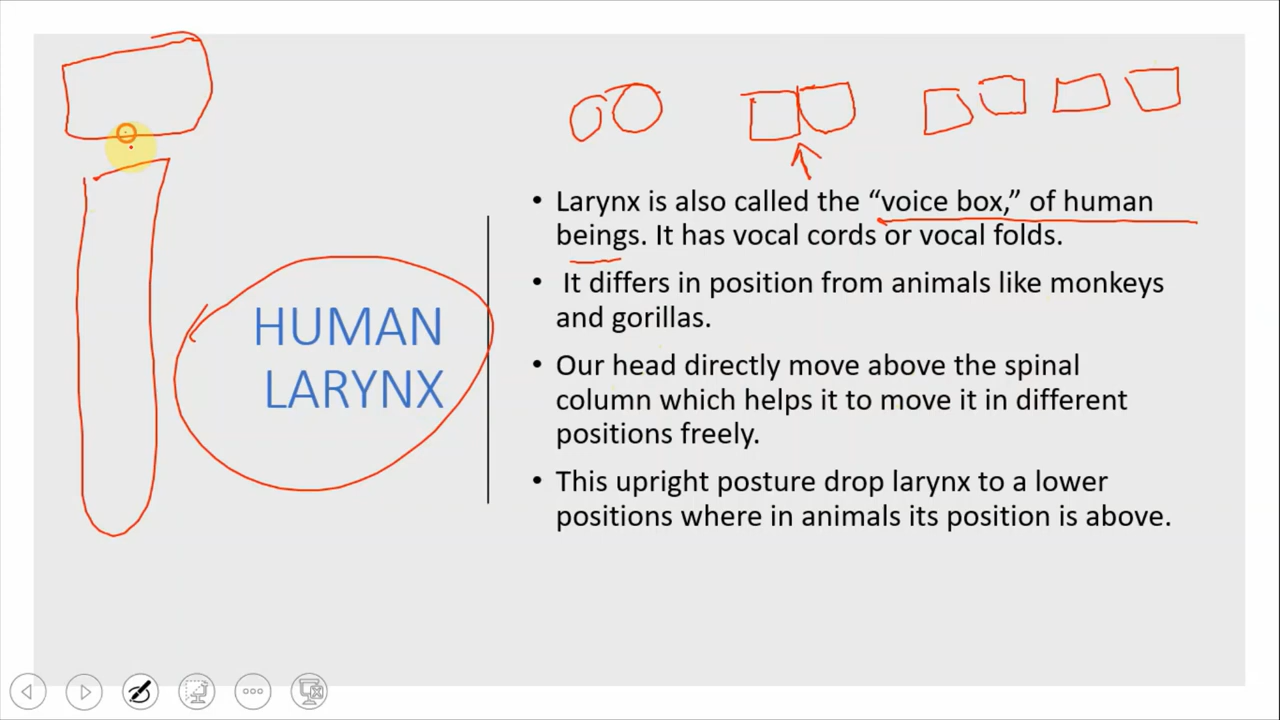 HUMAN
LARYNX
• Larynx is also called the “voice box,” of human
beings. It has vocal cords or vocal folds.
• It differs in position from animals like monkeys
and gorillas.
• Our head directly move above the spinal
column which helps it to move it in different
positions freely.
• This upright posture drop larynx to a lower
positions where in animals its position is above.